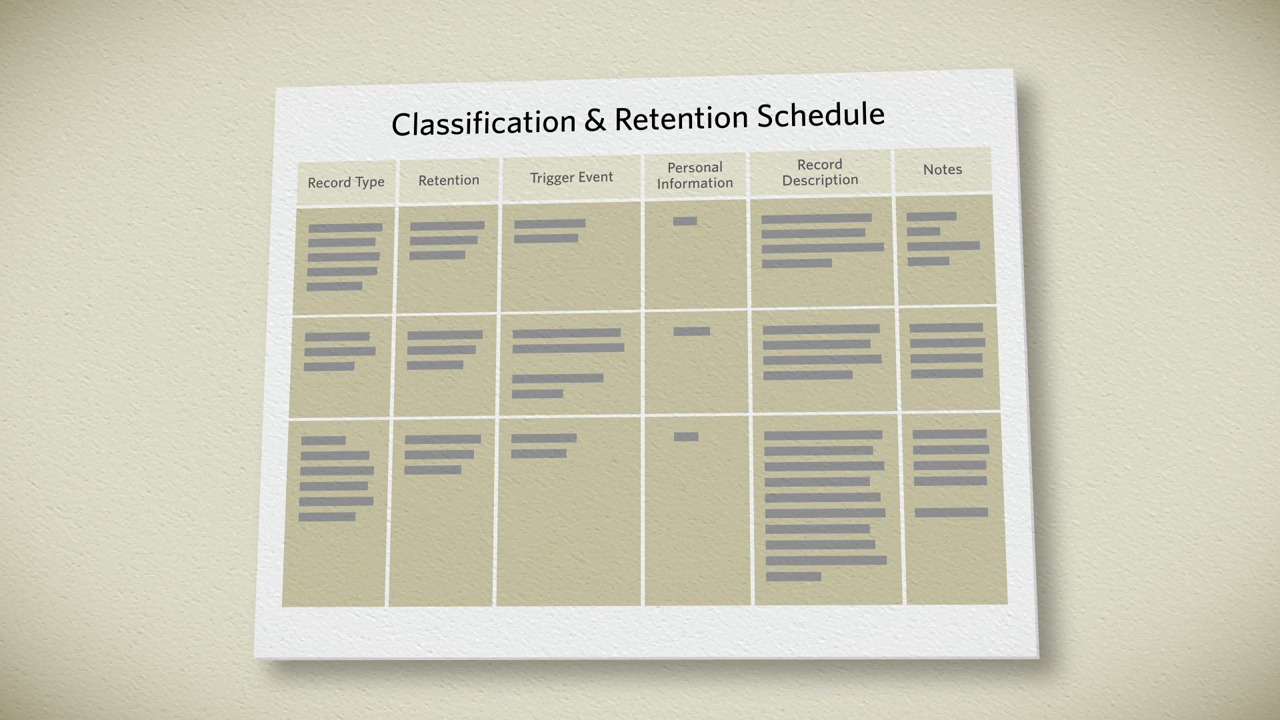 Classification & Retention Schedule
Record Type
Retention
Trigger Event
Personal
Information
Record
Description
Notes